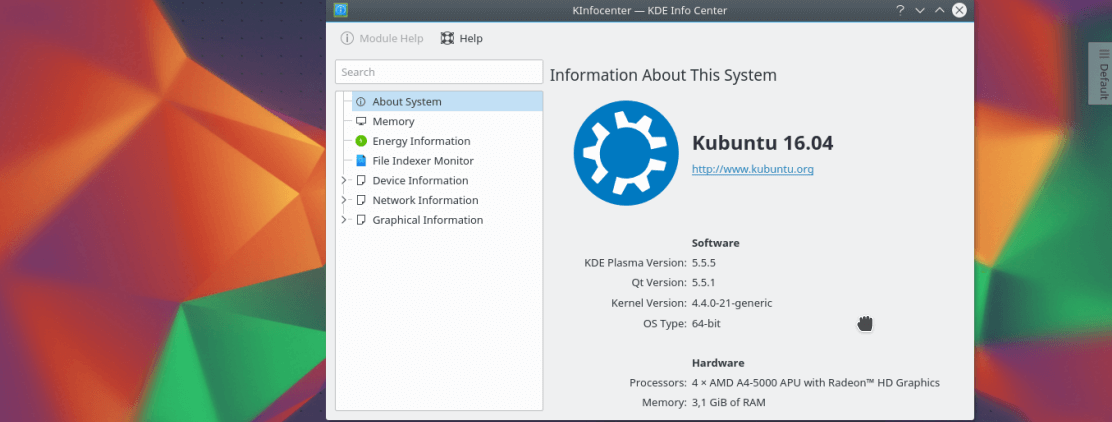 KInfocenter — KDE Info Center
?
Module Help
Help
Search
About System
Memory
Energy Information
File Indexer Monitor
Device Information
Network Information
Graphical Information
Information About This System
Kubuntu 16.04
http://www.kubuntu.org
Software
KDE Plasma Version: 5.5.5
Qt Version: 5.5.1
Kernel Version: 4.4.0-21-generic
OS Type: 64-bit
Hardware
Processors: 4 × AMD A4-5000 APU with Radeon™ HD Graphics
Memory: 3,1 GiB of RAM
Default